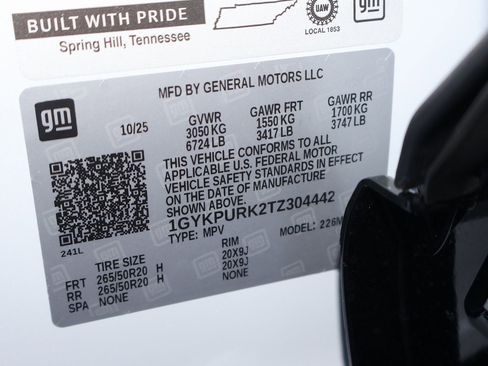 BUILT WITH PRIDE
Spring Hill, Tennessee
UAW
LOCAL 1853
gm
MFD BY GENERAL MOTORS LLC
gm
10/25
GVWR GAWR FRT GAWR RR
3050 KG 1550 KG 1700 KG
6724 LB 3417 LB 3747 LB
THIS VEHICLE CONFORMS TO ALL
APPLICABLE U.S. FEDERAL MOTOR
VEHICLE SAFETY STANDARDS IN EFFECT
ON THE DATE OF MANUFACTURE
SHOWN ABOVE
1GYKPURK2TZ304442
TYPE: MPV MODEL: 226M
241L
TIRE SIZE RIM
FRT 265/50R20 H 20X9J
RR 265/50R20 H 20X9J
SPA NONE NONE